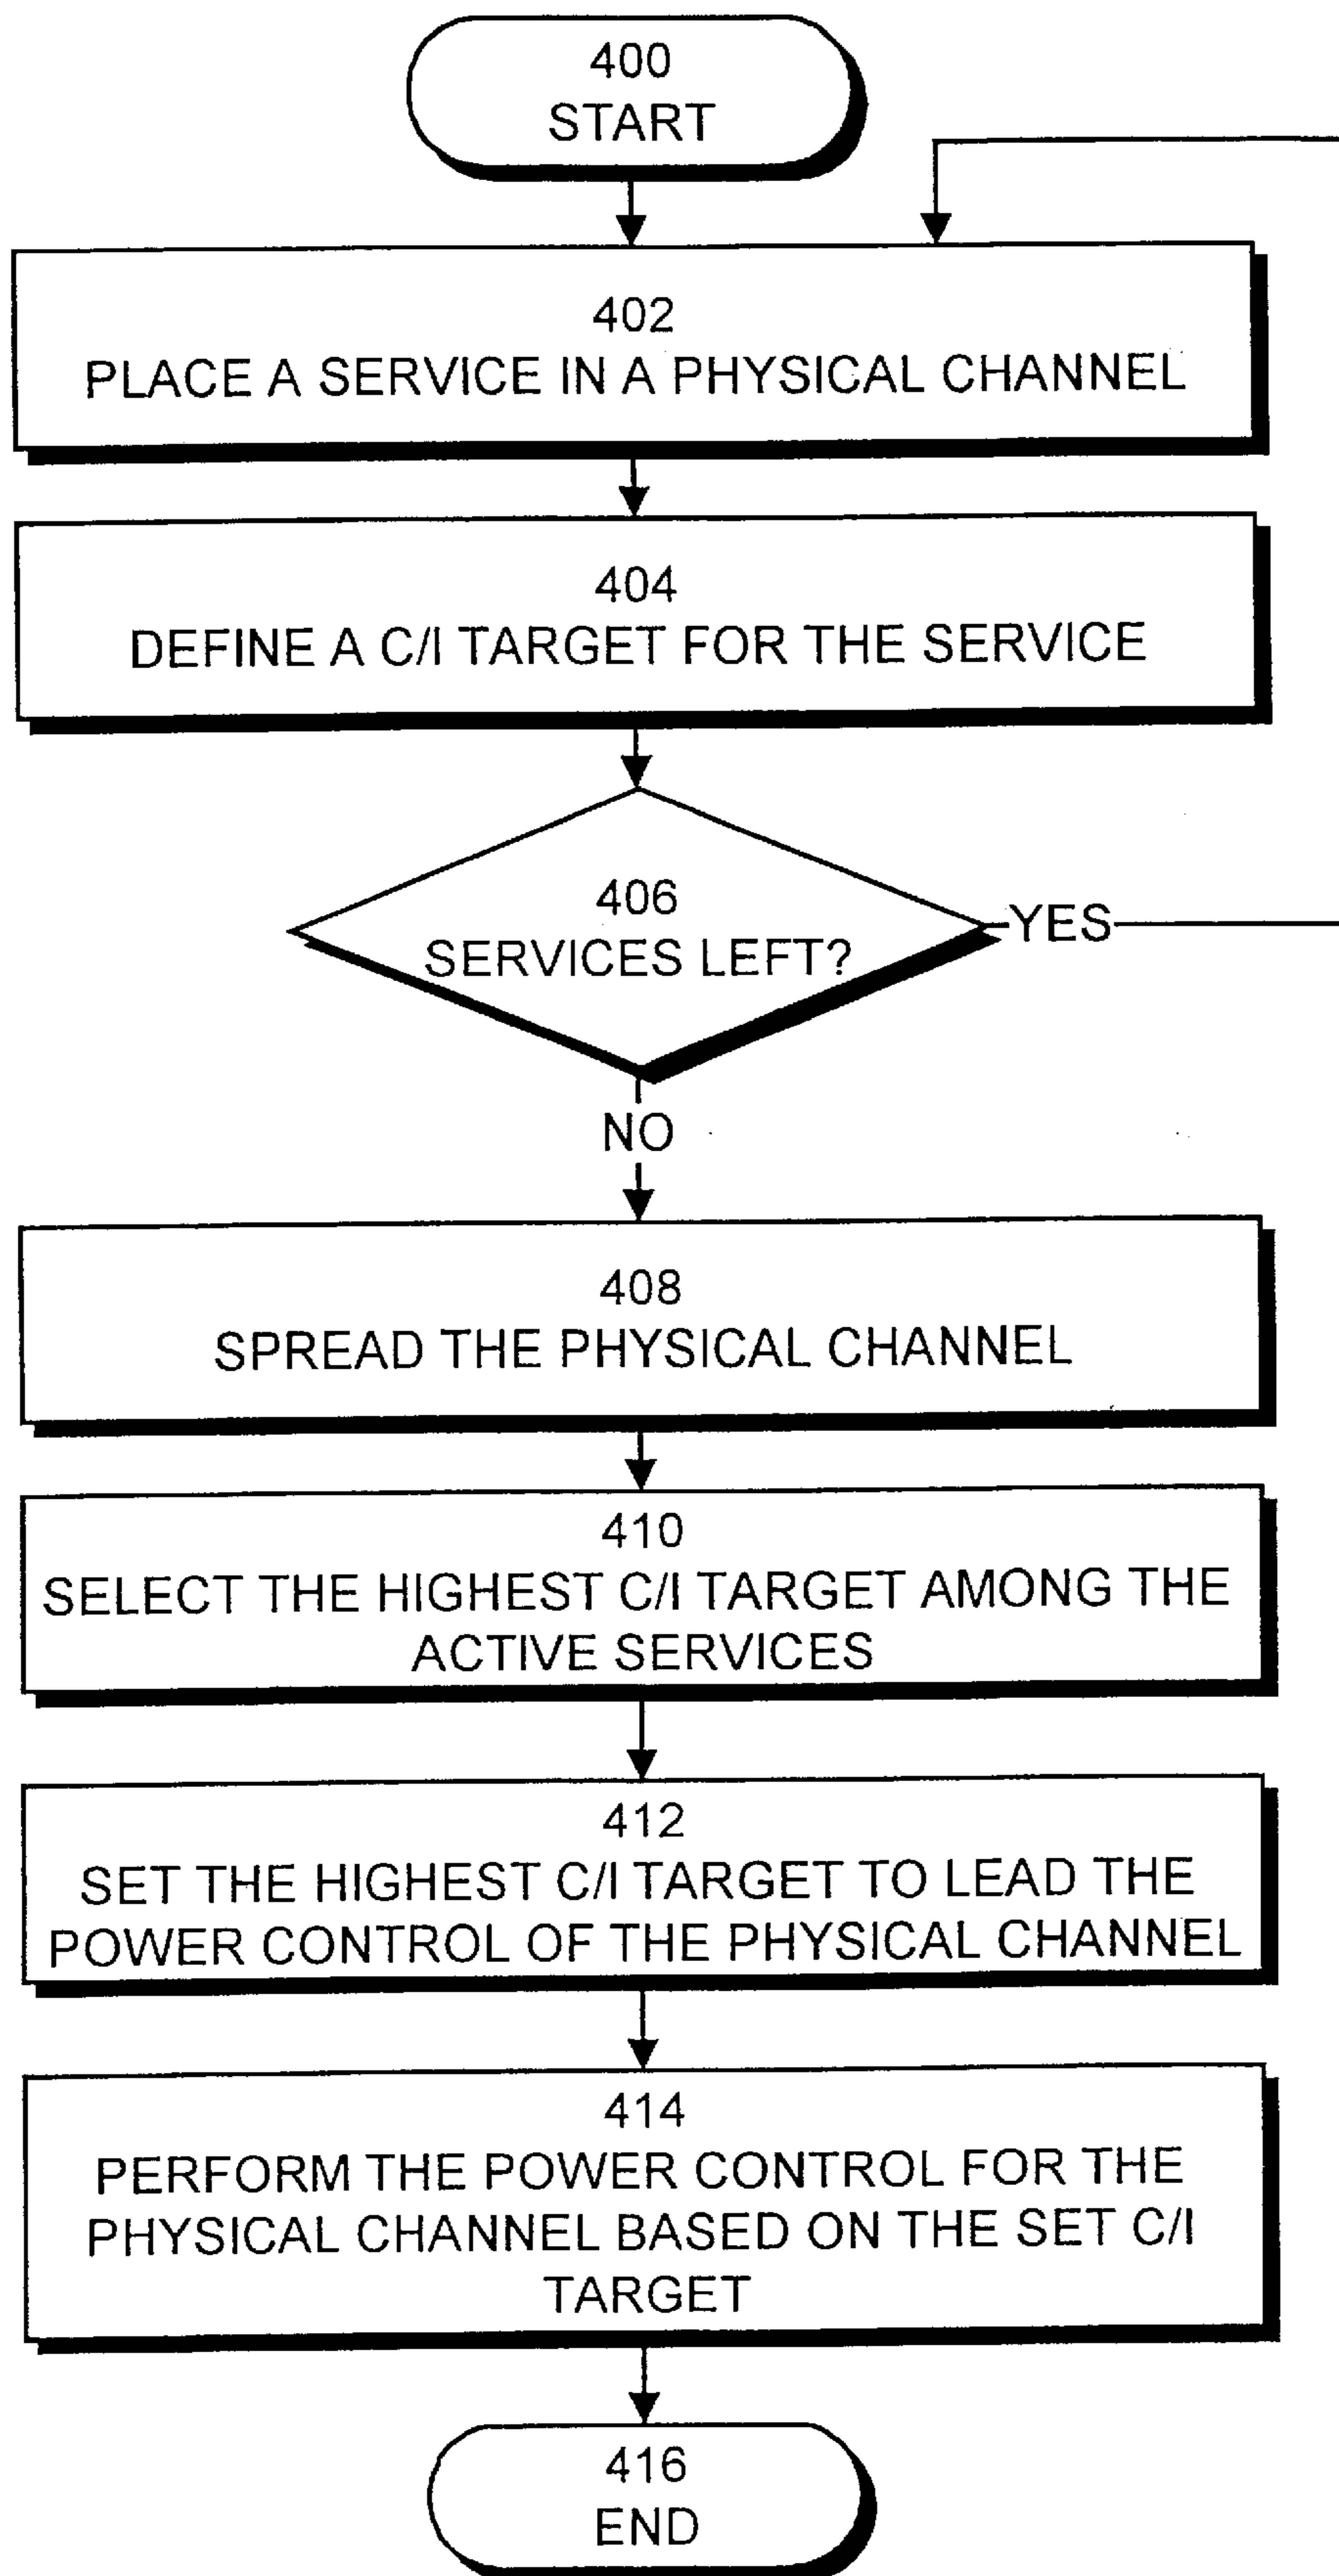 400
START
402
PLACE A SERVICE IN A PHYSICAL CHANNEL
404
DEFINE A C/I TARGET FOR THE SERVICE
406
SERVICES LEFT?
YES
NO
408
SPREAD THE PHYSICAL CHANNEL
410
SELECT THE HIGHEST C/I TARGET AMONG THE
ACTIVE SERVICES
412
SET THE HIGHEST C/I TARGET TO LEAD THE
POWER CONTROL OF THE PHYSICAL CHANNEL
414
PERFORM THE POWER CONTROL FOR THE
PHYSICAL CHANNEL BASED ON THE SET C/I
TARGET
416
END